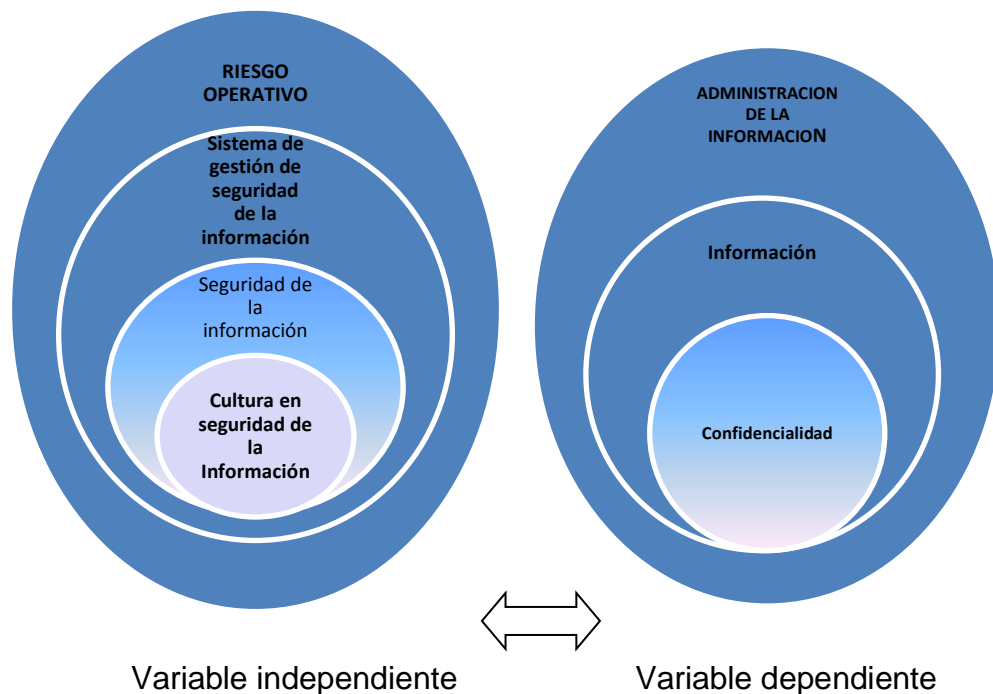 RIESGO
OPERATIVO
Sistema de
gestión de
seguridad
de la
información
Seguridad de
la
información
Cultura en
seguridad de
la
Información
ADMINISTRACION
DE LA
INFORMACION
Información
Confidencialidad
Variable independiente
Variable dependiente